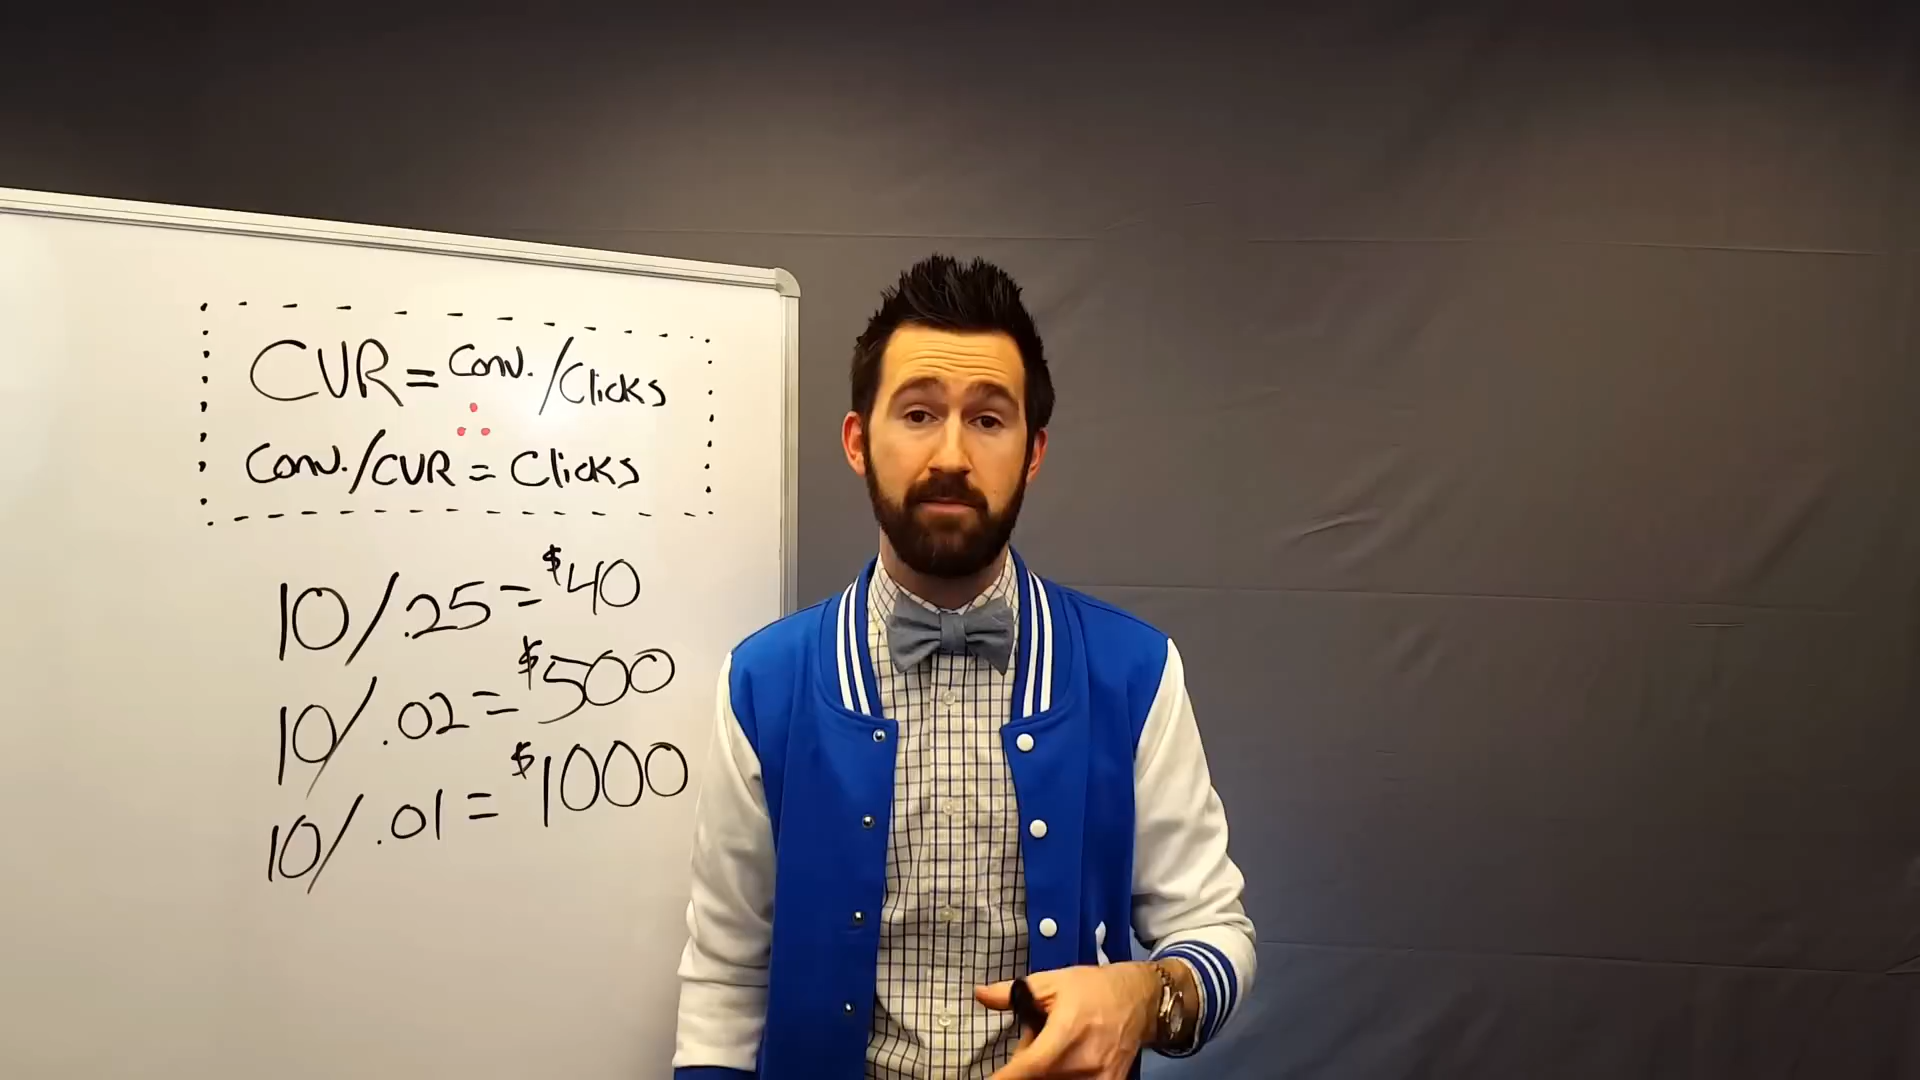 CVR = Conv./Clicks
∴
Conv./CVR = Clicks
10/.25 = $40
10/.02 = $500
10/.01 = $1000